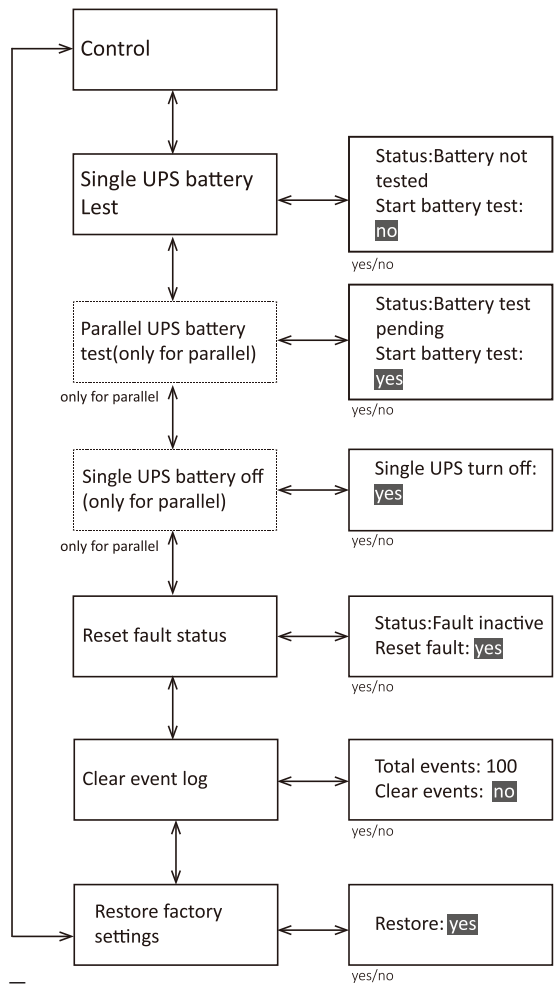 Control
Single UPS battery
Lest
Status:Battery not
tested
Start battery test:
no
yes/no
Parallel UPS battery
test(only for parallel)
Status:Battery test
pending
Start battery test:
yes
only for parallel
yes/no
Single UPS battery off
(only for parallel)
Single UPS turn off:
yes
only for parallel
yes/no
Reset fault status
Status:Fault inactive
Reset fault: yes
yes/no
Clear event log
Total events: 100
Clear events: no
yes/no
Restore factory
settings
Restore: yes
yes/no